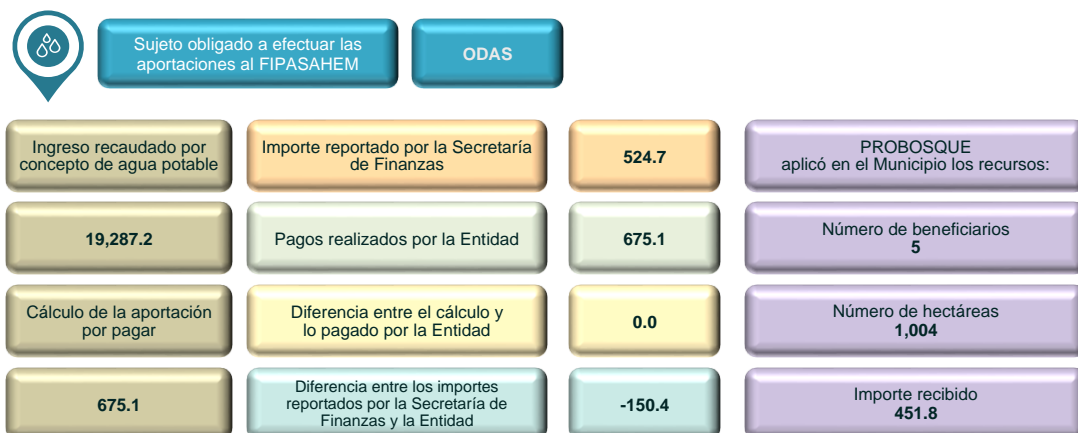 Sujeto obligado a efectuar las
aportaciones al FIPASAHEM
ODAS
Ingreso recaudado por
concepto de agua potable
Importe reportado por la Secretaría
de Finanzas
524.7
PROBOSQUE
aplicó en el Municipio los recursos:
19,287.2
Pagos realizados por la Entidad
675.1
Número de beneficiarios
5
Cálculo de la aportación
por pagar
Diferencia entre el cálculo y
lo pagado por la Entidad
0.0
Número de hectáreas
1,004
675.1
Diferencia entre los importes
reportados por la Secretaría de
Finanzas y la Entidad
-150.4
Importe recibido
451.8